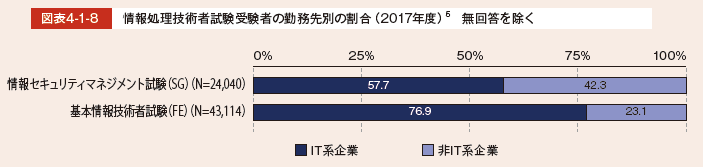 図表4-1-8 情報処理技術者試験受験者の勤務先別の割合（2017年度）6 無回答を除く
0% 25% 50% 75% 100%
情報セキュリティマネジメント試験(SG)(N=24,040) 57.7 42.3
基本情報技術者試験(FE)(N=43,114) 76.9 23.1
IT系企業 非IT系企業